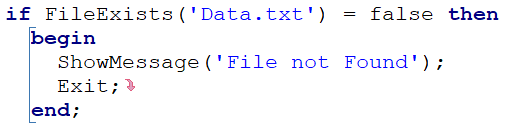 if FileExists('Data.txt') = false then
begin
ShowMessage('File not Found');
Exit;
end;